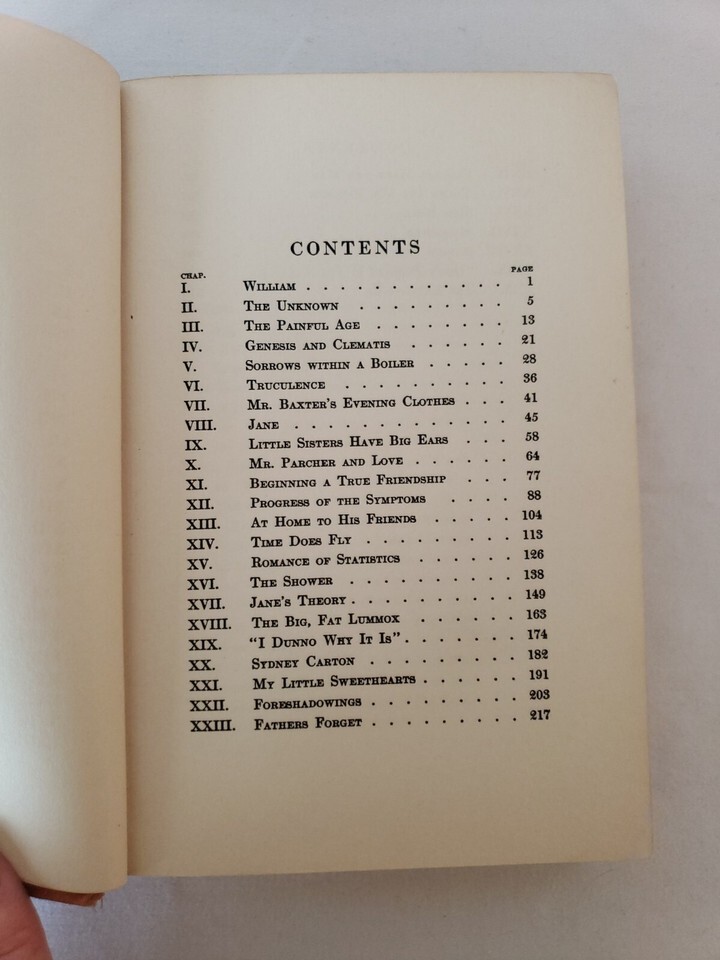 CONTENTS
CHAP. PAGE
I. WILLIAM . . . . . . . . . . . . 1
II. THE UNKNOWN . . . . . . . . . 5
III. THE PAINFUL AGE . . . . . . . . 13
IV. GENESIS AND CLEMATIS . . . . . . 21
V. SORROWS WITHIN A BOILER . . . . . 28
VI. TRUCULENCE . . . . . . . . . . 36
VII. MR. BAXTER'S EVENING CLOTHES . . . 41
VIII. JANE . . . . . . . . . . . . 45
IX. LITTLE SISTERS HAVE BIG EARS . . . 58
X. MR. PARCHER AND LOVE . . . . . . 64
XI. BEGINNING A TRUE FRIENDSHIP . . . 77
XII. PROGRESS OF THE SYMPTOMS . . . . 88
XIII. AT HOME TO HIS FRIENDS . . . . . 104
XIV. TIME DOES FLY . . . . . . . . . 113
XV. ROMANCE OF STATISTICS . . . . . . 126
XVI. THE SHOWER . . . . . . . . . . 138
XVII. JANE'S THEORY . . . . . . . . . . 149
XVIII. THE BIG, FAT LUMMOX . . . . . . 163
XIX. "I DUNNO WHY IT IS" . . . . . . . 174
XX. SYDNEY CARTON . . . . . . . . . 182
XXI. MY LITTLE SWEETHEARTS . . . . . . 191
XXII. FORESHADOWINGS . . . . . . . . . 203
XXIII. FATHERS FORGET . . . . . . . . . 217